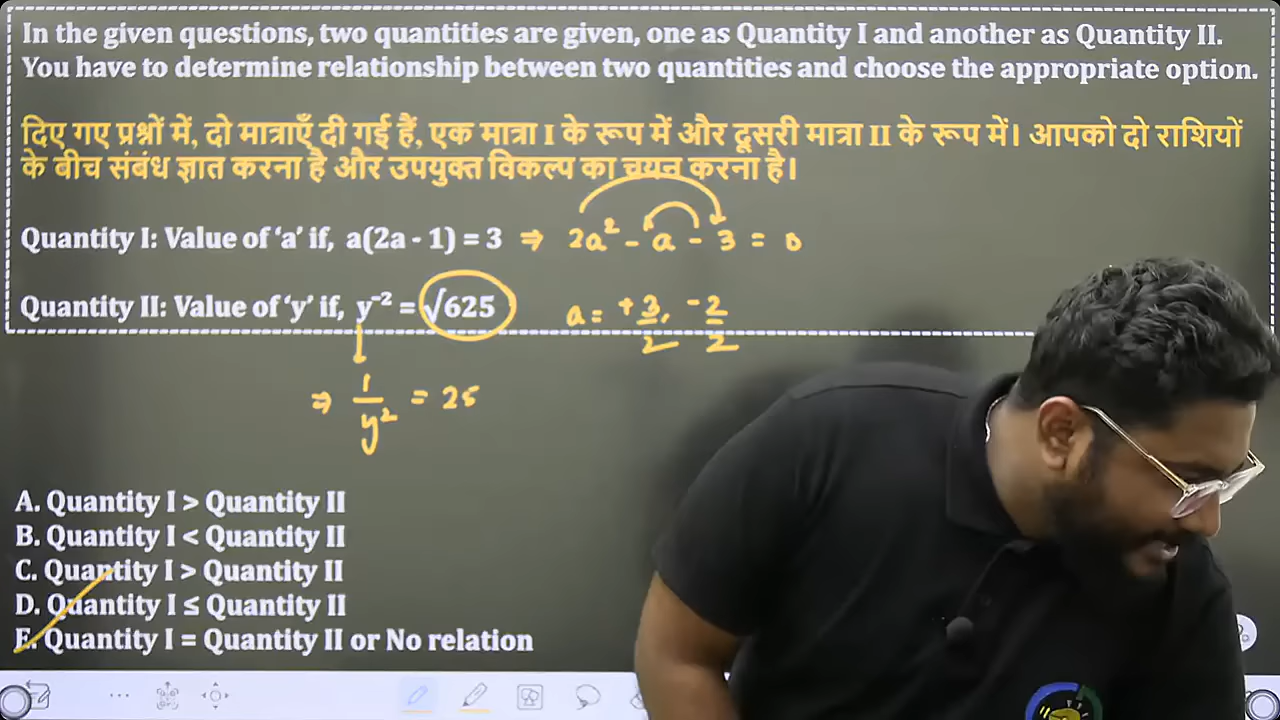 In the given questions, two quantities are given, one as Quantity I and another as Quantity II.
You have to determine relationship between two quantities and choose the appropriate option.
दिए गए प्रश्नों में, दो मात्राएँ दी गई हैं, एक मात्रा I के रूप में और दूसरी मात्रा II के रूप में। आपको दो राशियों
के बीच संबंध ज्ञात करना है और उपयुक्त विकल्प का चयन करना है।
Quantity I: Value of 'a' if, a(2a - 1) = 3 ⇒ 2a² - a - 3 = 0
Quantity II: Value of 'y' if, y⁻² = √625 a = +3/2, -2/2
⇒ 1/y² = 25
A. Quantity I > Quantity II
B. Quantity I < Quantity II
C. Quantity I > Quantity II
D. Quantity I ≤ Quantity II
E. Quantity I = Quantity II or No relation